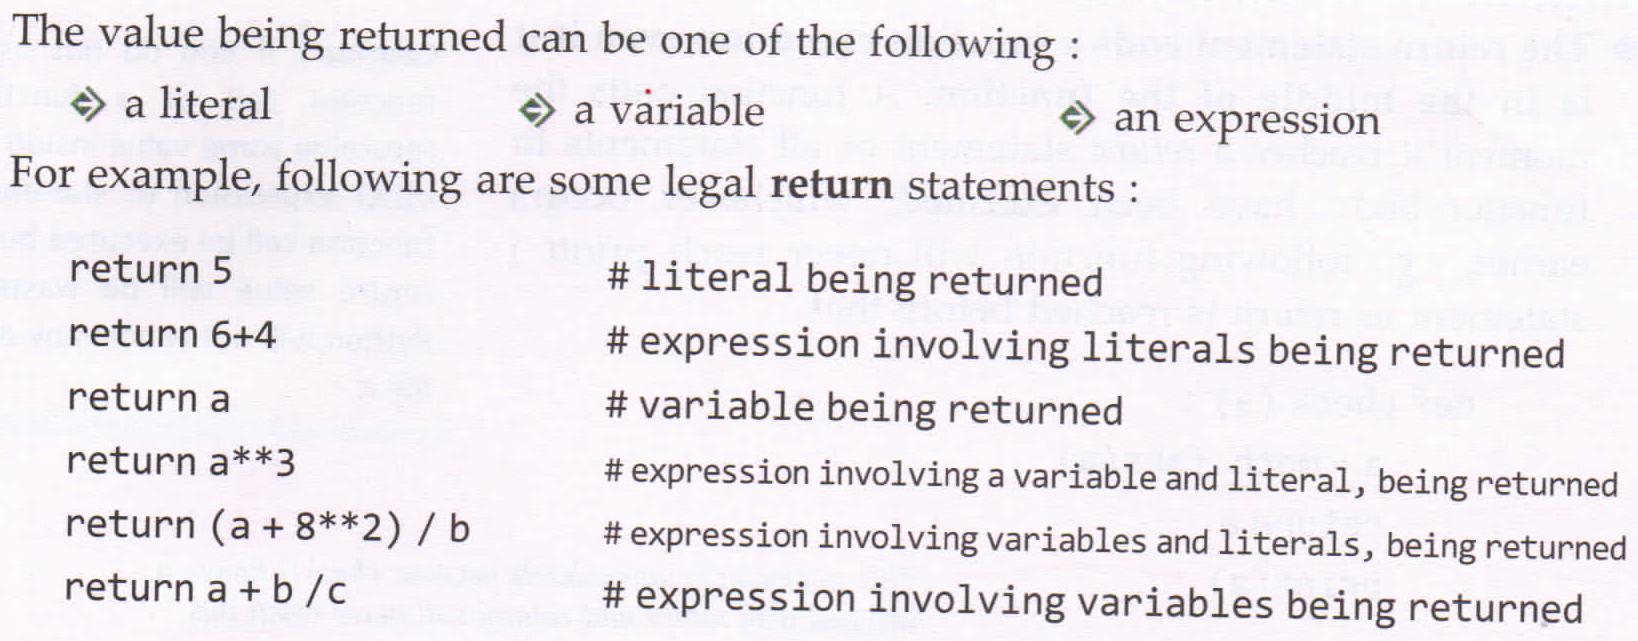 The value being returned can be one of the following :
a literal a variable an expression
For example, following are some legal return statements :
return 5 # literal being returned
return 6+4 # expression involving literals being returned
return a # variable being returned
return a**3 # expression involving a variable and literal, being returned
return (a + 8**2) / b # expression involving variables and literals, being returned
return a + b /c # expression involving variables being returned